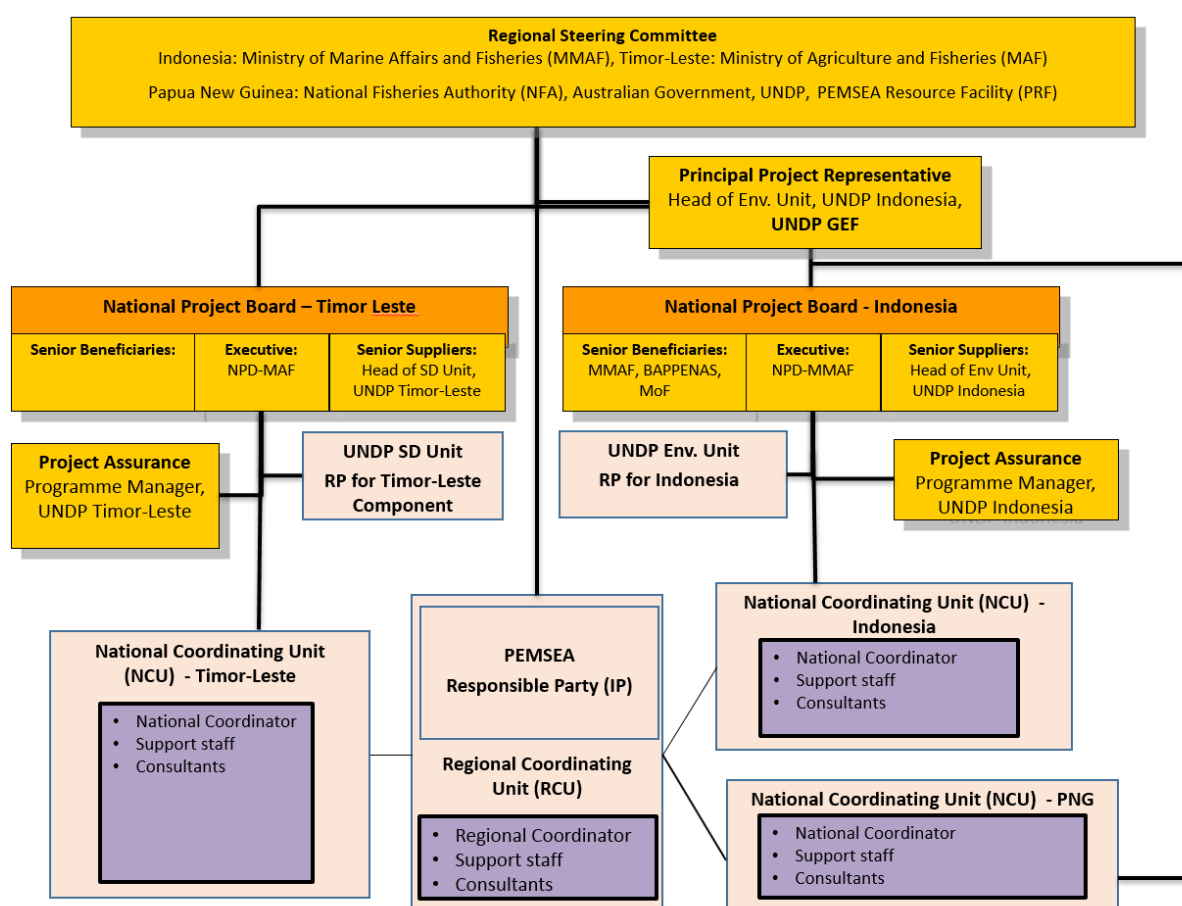 Regional Steering Committee
Indonesia: Ministry of Marine Affairs and Fisheries (MMAF), Timor-Leste: Ministry of Agriculture and Fisheries (MAF)
Papua New Guinea: National Fisheries Authority (NFA), Australian Government, UNDP, PEMSEA Resource Facility (PRF)
Principal Project Representative
Head of Env. Unit, UNDP Indonesia,
UNDP GEF
National Project Board – Timor Leste
Senior Beneficiaries:
Executive:
NPD-MAF
Senior Suppliers:
Head of SD Unit,
UNDP Timor-Leste
National Project Board - Indonesia
Senior Beneficiaries:
MMAF, BAPPENAS,
MoF
Executive:
NPD-MMAF
Senior Suppliers:
Head of Env Unit,
UNDP Indonesia
Project Assurance
Programme Manager,
UNDP Timor-Leste
UNDP SD Unit
RP for Timor-Leste
Component
UNDP Env. Unit
RP for Indonesia
Project Assurance
Programme Manager,
UNDP Indonesia
National Coordinating Unit
(NCU) - Timor-Leste
• National Coordinator
• Support staff
• Consultants
PEMSEA
Responsible Party (IP)
Regional Coordinating
Unit (RCU)
• Regional Coordinator
• Support staff
• Consultants
National Coordinating Unit (NCU) -
Indonesia
• National Coordinator
• Support staff
• Consultants
National Coordinating Unit (NCU) - PNG
• National Coordinator
• Support staff
• Consultants